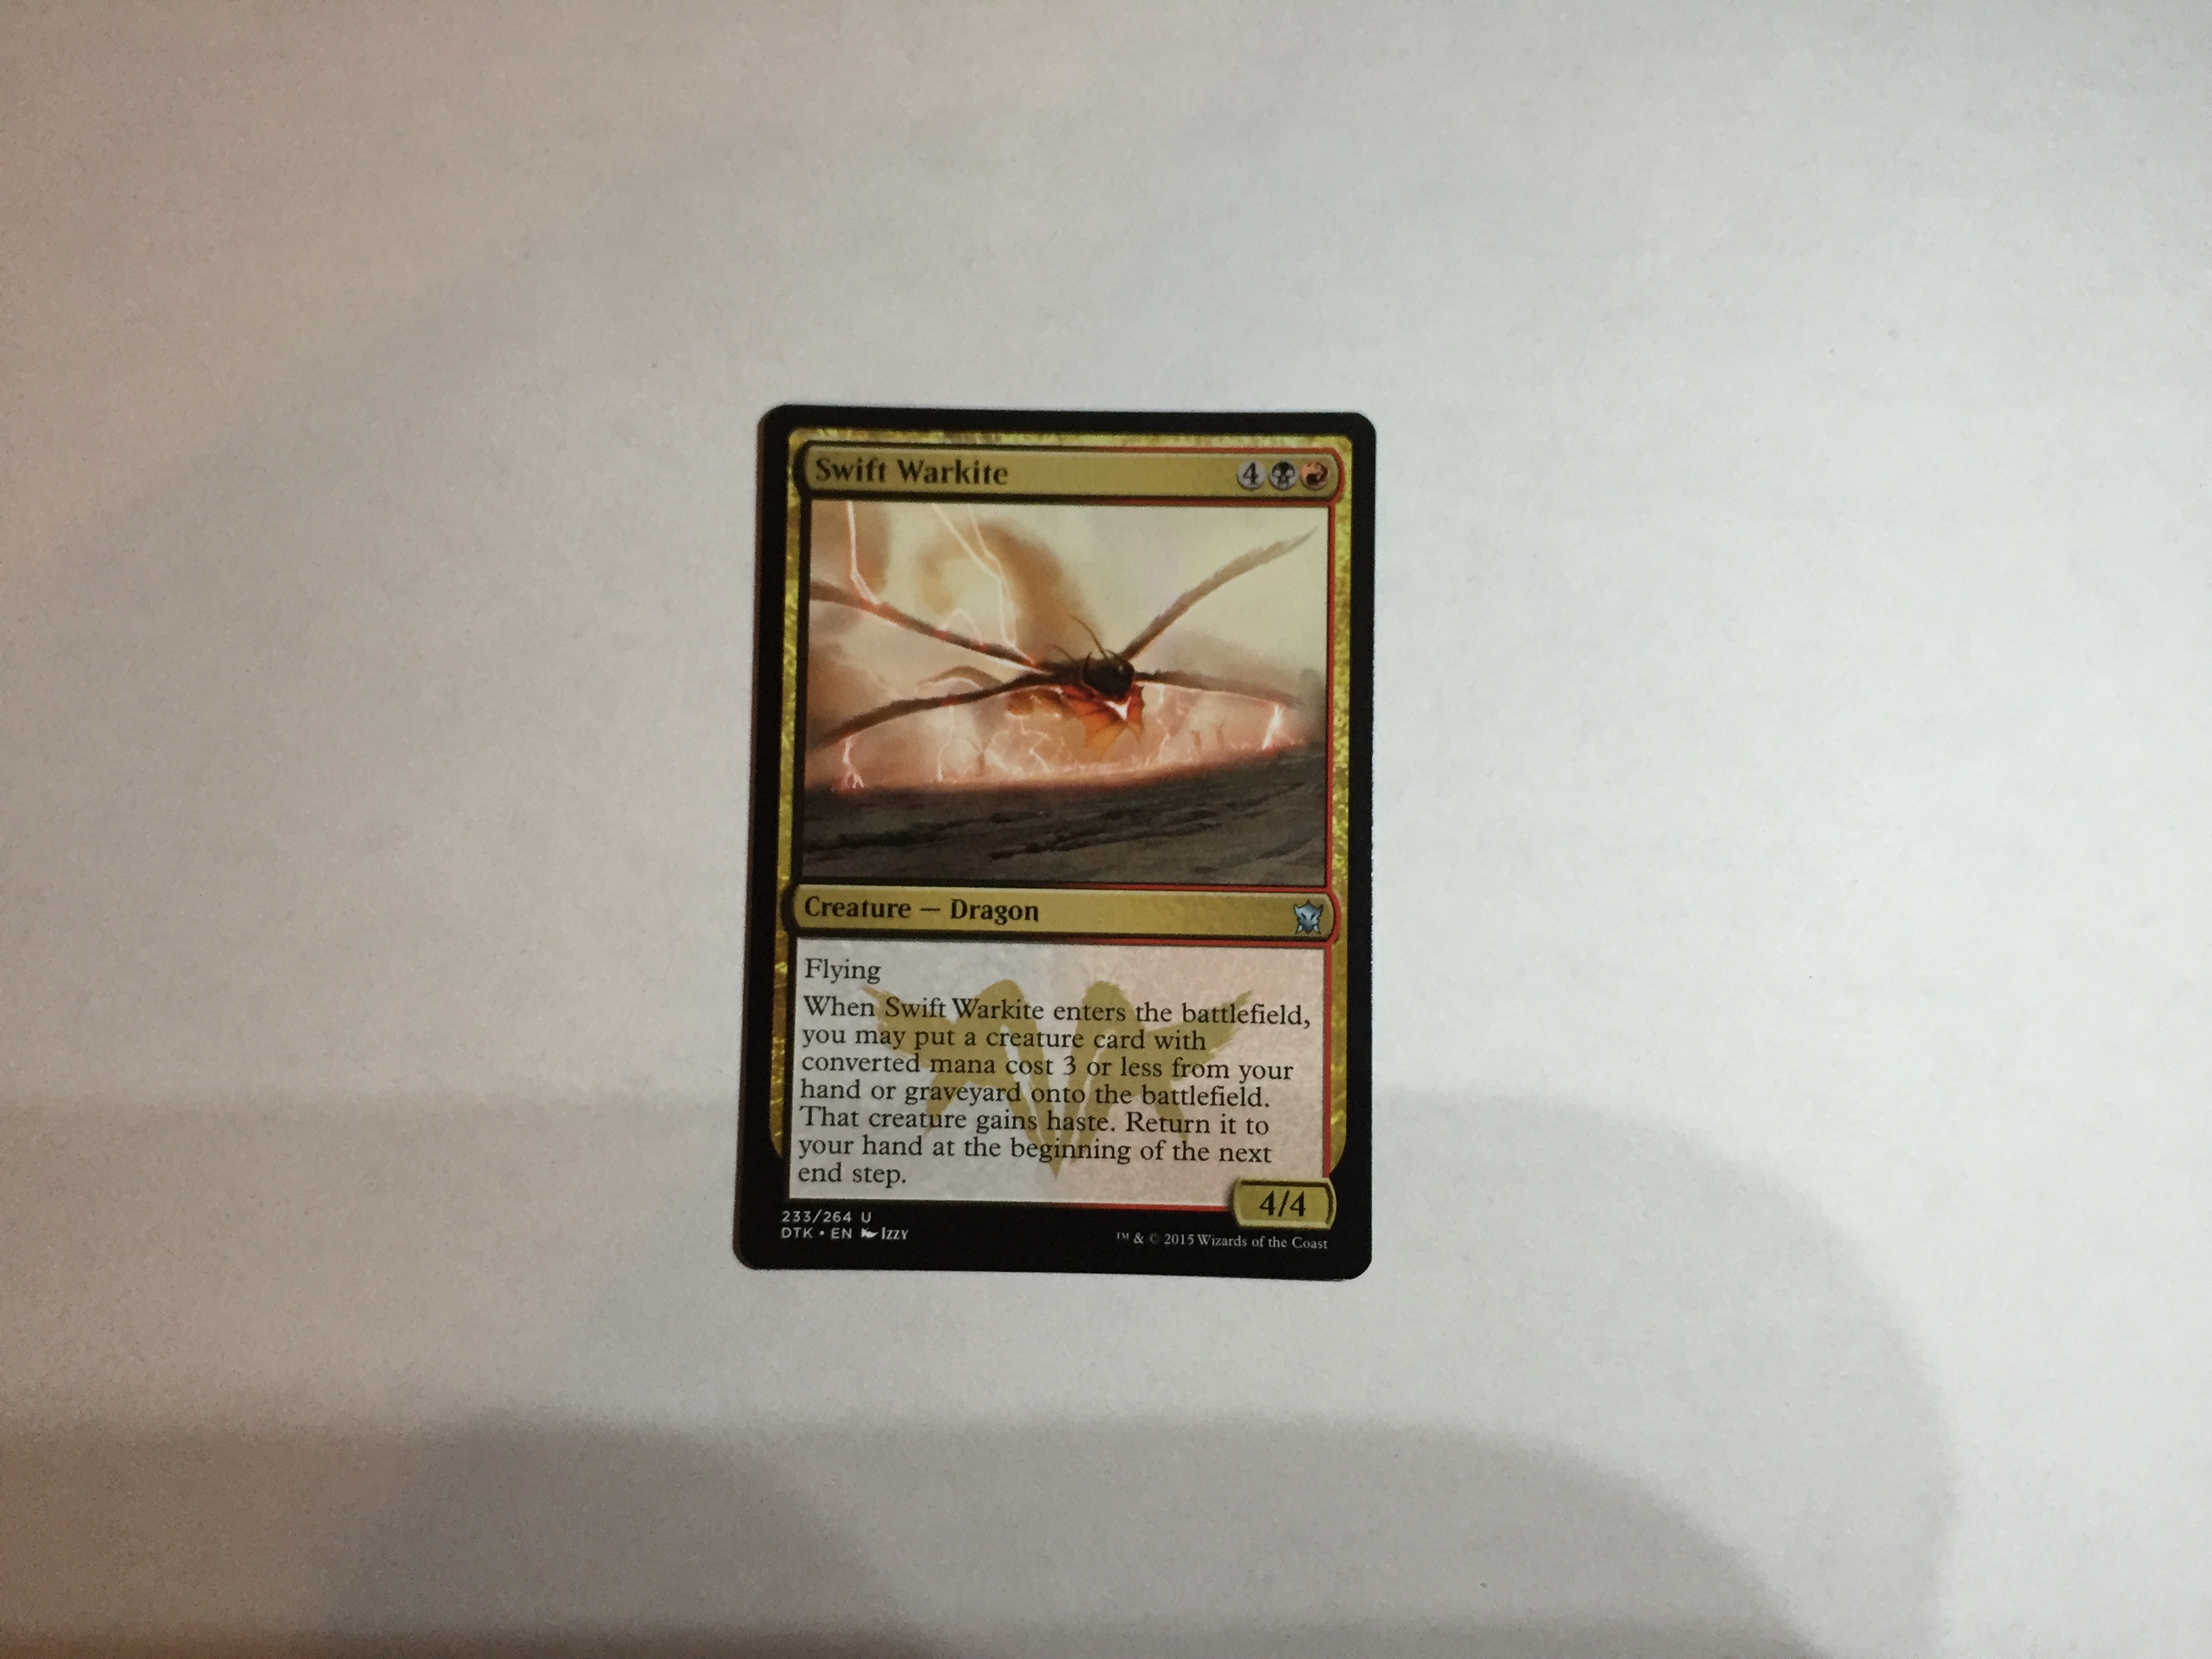 Swift Warkite 4
Creature — Dragon
Flying
When Swift Warkite enters the battlefield,
you may put a creature card with
converted mana cost 3 or less from your
hand or graveyard onto the battlefield.
That creature gains haste. Return it to
your hand at the beginning of the next
end step.
4/4
233/264 U
DTK • EN Izzy
™ & © 2015 Wizards of the Coast